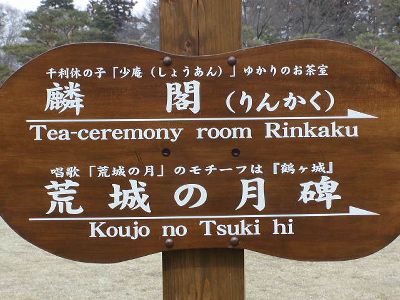 千利休の子「少庵（しょうあん）」ゆかりのお茶室
麟閣（りんかく）
Tea-ceremony room Rinkaku
唱歌「荒城の月」のモチーフは『鶴ヶ城』
荒城の月碑
Koujo no Tsuki hi